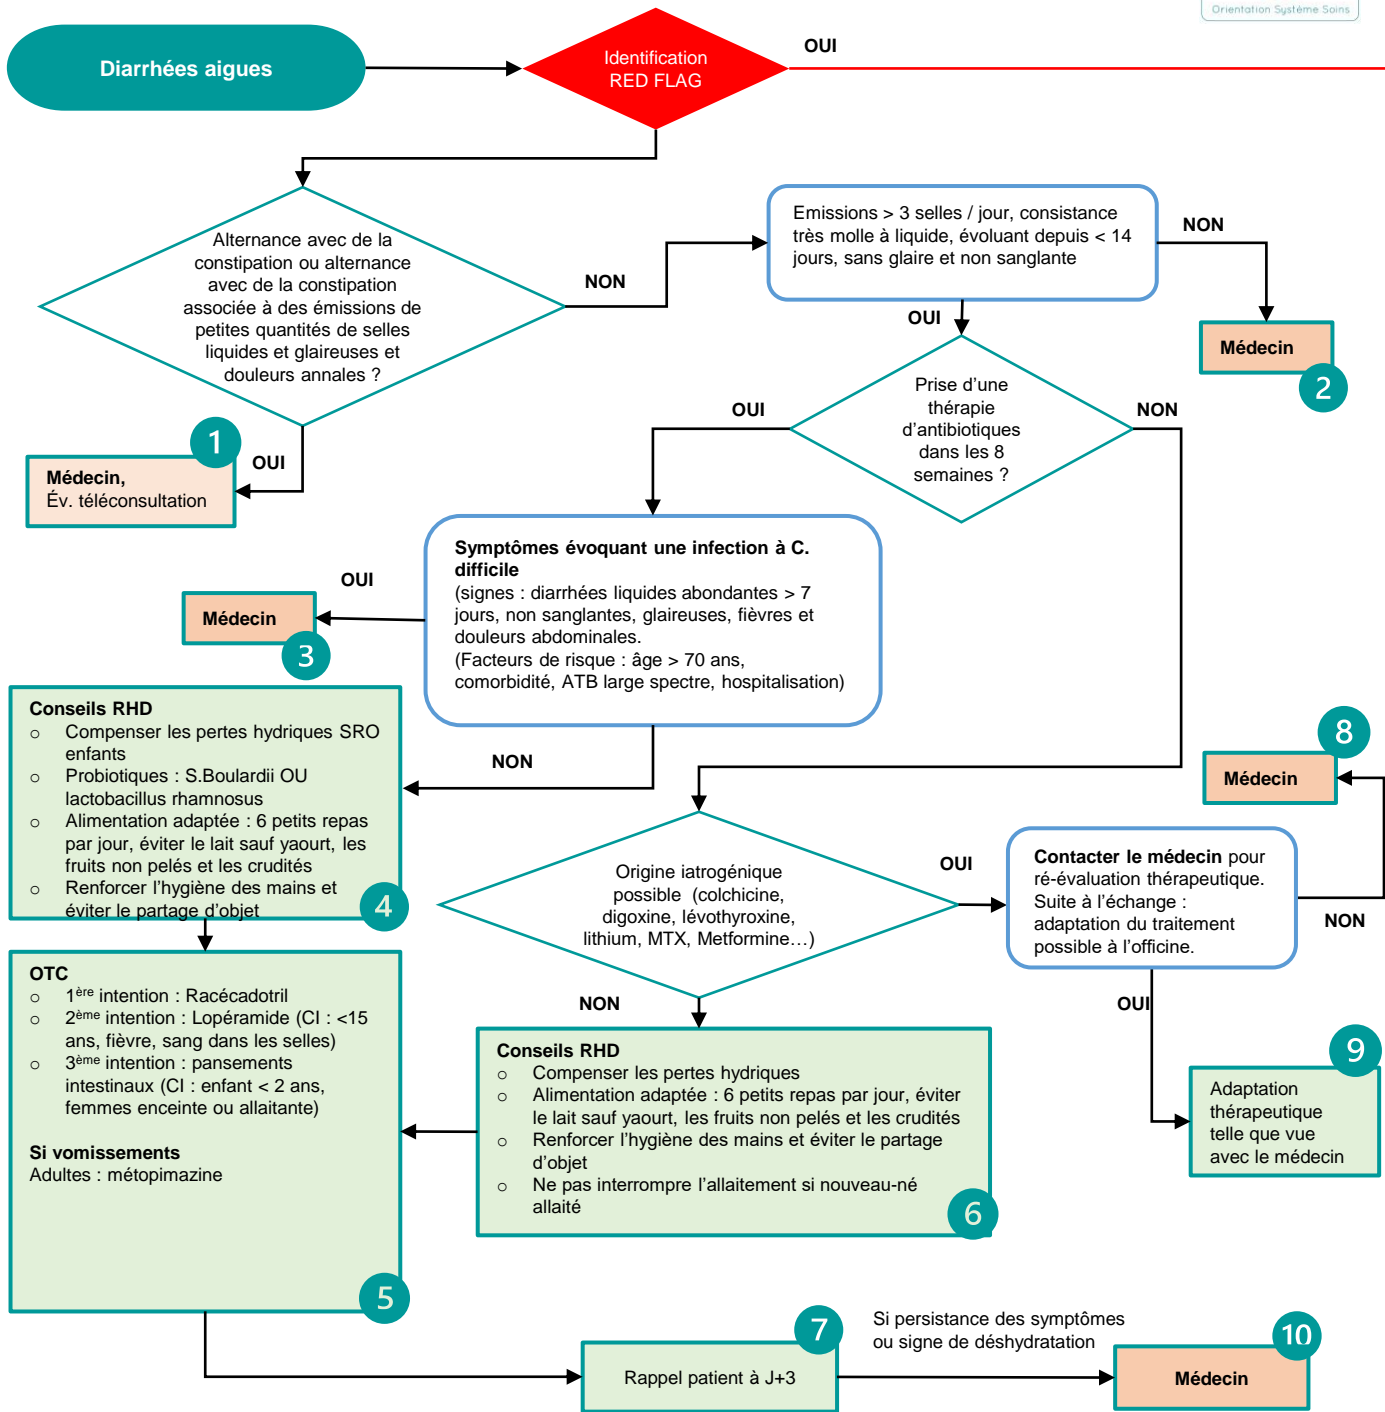 Orientation Système Soins
Diarrhées aigues
Identification
RED FLAG
OUI
Alternance avec de la
constipation ou alternance
avec de la constipation
associée à des émissions de
petites quantités de selles
liquides et glaireuses et
douleurs annales ?
NON
Emissions > 3 selles / jour, consistance
très molle à liquide, évoluant depuis < 14
jours, sans glaire et non sanglante
NON
Médecin
2
OUI
Prise d’une
thérapie
d’antibiotiques
dans les 8
semaines ?
OUI
NON
1
OUI
Médecin,
Év. téléconsultation
Symptômes évoquant une infection à C.
difficile
(signes : diarrhées liquides abondantes > 7
jours, non sanglantes, glaireuses, fièvres et
douleurs abdominales.
(Facteurs de risque : âge > 70 ans,
comorbidité, ATB large spectre, hospitalisation)
OUI
Médecin
3
NON
Conseils RHD
o Compenser les pertes hydriques SRO
enfants
o Probiotiques : S.Boulardii OU
lactobacillus rhamnosus
o Alimentation adaptée : 6 petits repas
par jour, éviter le lait sauf yaourt, les
fruits non pelés et les crudités
o Renforcer l’hygiène des mains et
éviter le partage d’objet
4
Origine iatrogénique
possible (colchicine,
digoxine, lévothyroxine,
lithium, MTX, Metformine…)
OUI
Contacter le médecin pour
ré-évaluation thérapeutique.
Suite à l’échange :
adaptation du traitement
possible à l’officine.
NON
8
Médecin
OUI
9
Adaptation
thérapeutique
telle que vue
avec le médecin
NON
Conseils RHD
o Compenser les pertes hydriques
o Alimentation adaptée : 6 petits repas par jour, éviter
le lait sauf yaourt, les fruits non pelés et les crudités
o Renforcer l’hygiène des mains et éviter le partage
d’objet
o Ne pas interrompre l’allaitement si nouveau-né
allaité
6
OTC
o 1ère intention : Racécadotril
o 2ème intention : Lopéramide (CI : <15
ans, fièvre, sang dans les selles)
o 3ème intention : pansements
intestinaux (CI : enfant < 2 ans,
femmes enceinte ou allaitante)
Si vomissements
Adultes : métopimazine
5
7
Rappel patient à J+3
Si persistance des symptômes
ou signe de déshydratation
10
Médecin